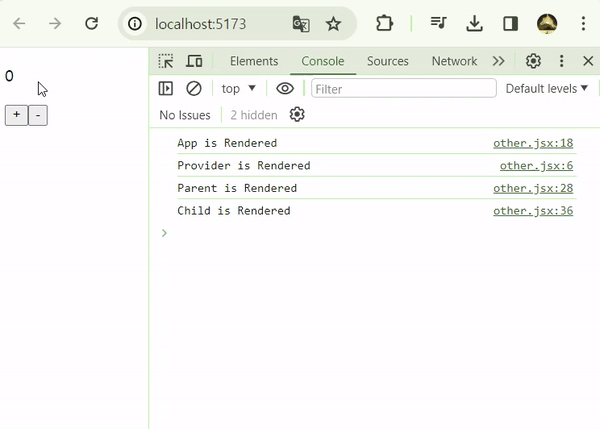 localhost:5173
0
+ -
Elements Console Sources Network
top Filter Default levels
No Issues 2 hidden
App is Rendered other.jsx:18
Provider is Rendered other.jsx:6
Parent is Rendered other.jsx:28
Child is Rendered other.jsx:36